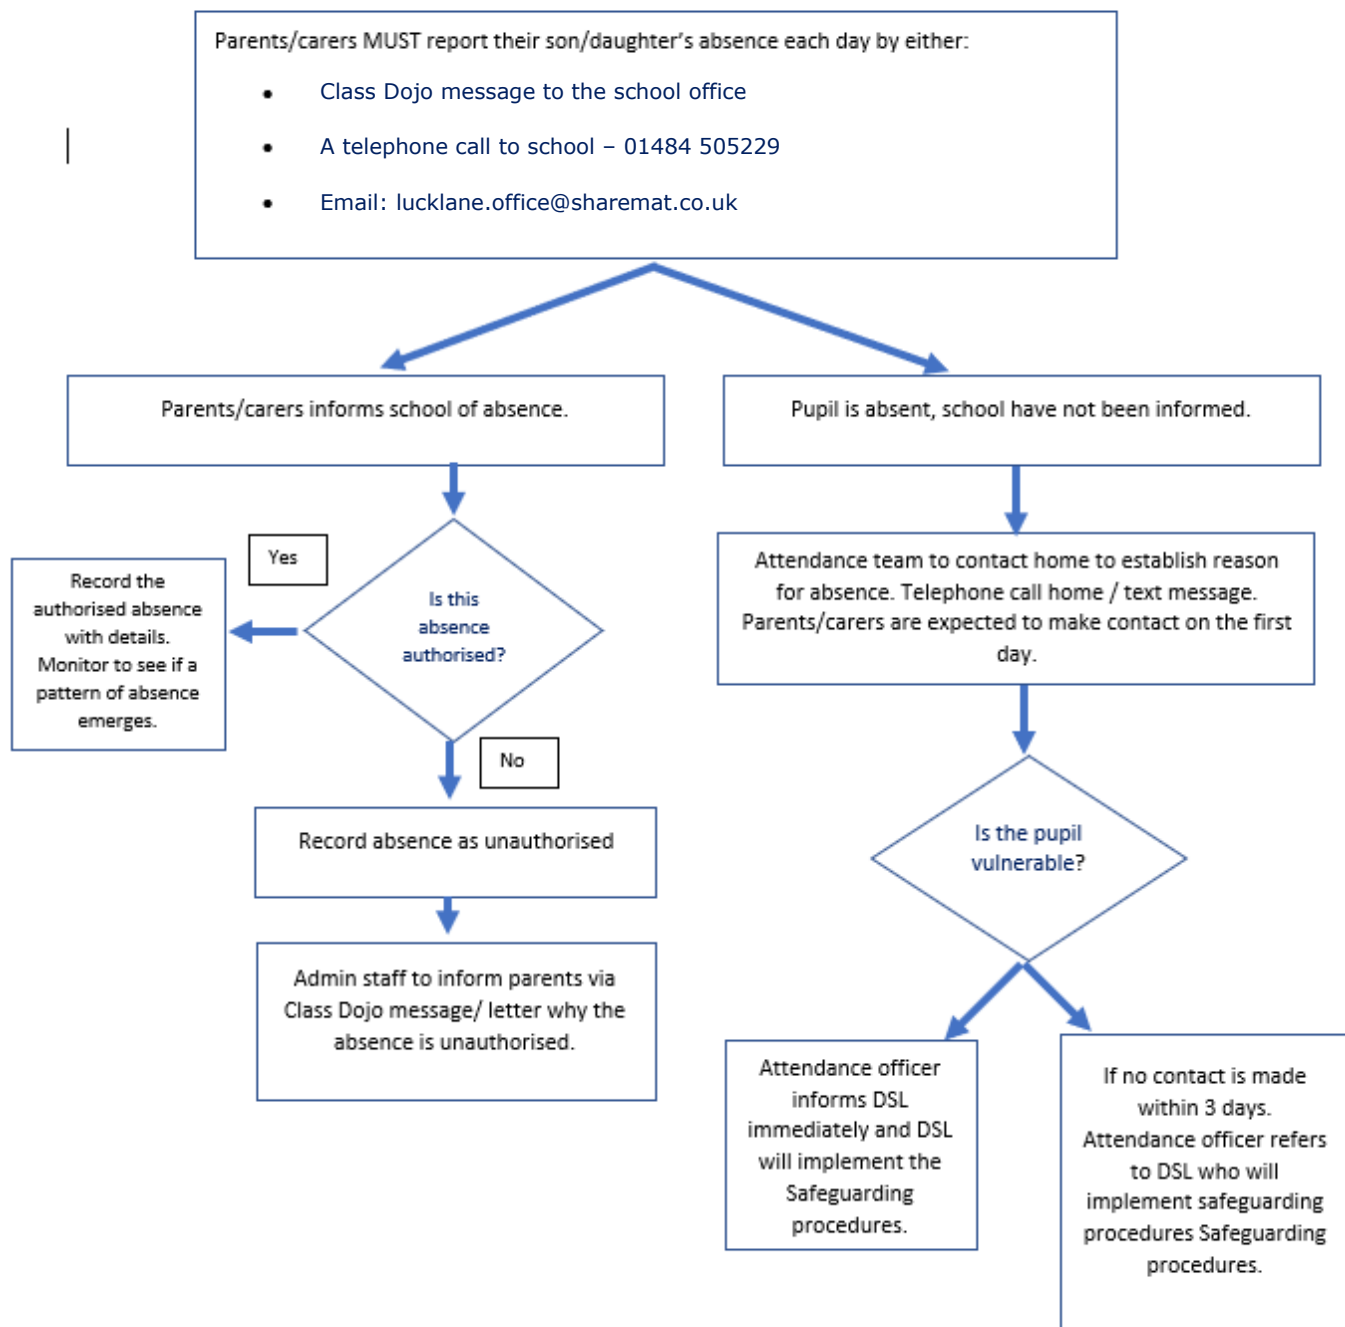 Parents/carers MUST report their son/daughter's absence each day by either:
• Class Dojo message to the school office
• A telephone call to school – 01484 505229
• Email: lucklane.office@sharemat.co.uk
Parents/carers informs school of absence.
Pupil is absent, school have not been informed.
Yes
Record the
authorised absence
with details.
Monitor to see if a
pattern of absence
emerges.
Is this
absence
authorised?
No
Record absence as unauthorised
Admin staff to inform parents via
Class Dojo message/ letter why the
absence is unauthorised.
Attendance team to contact home to establish reason
for absence. Telephone call home / text message.
Parents/carers are expected to make contact on the first
day.
Is the pupil
vulnerable?
Attendance officer
informs DSL
immediately and DSL
will implement the
Safeguarding
procedures.
If no contact is made
within 3 days.
Attendance officer refers
to DSL who will
implement safeguarding
procedures Safeguarding
procedures.